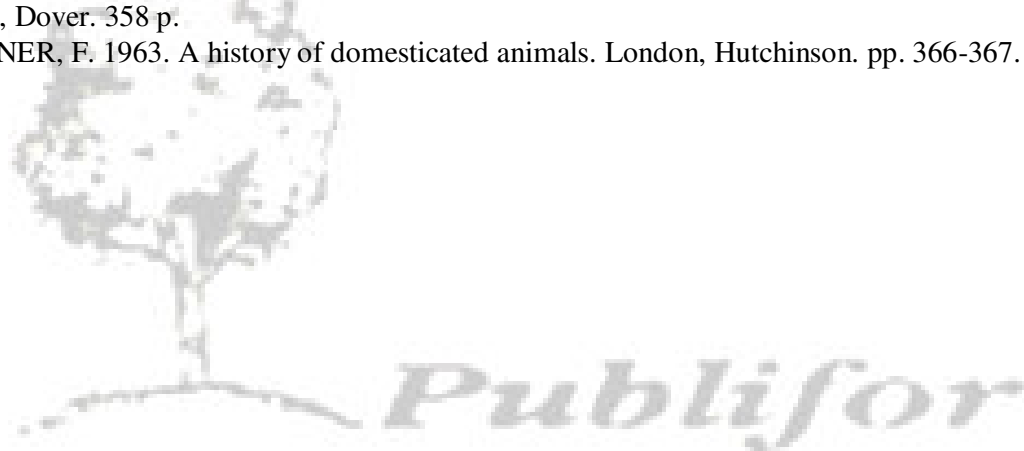 , Dover. 358 p.
NER, F. 1963. A history of domesticated animals. London, Hutchinson. pp. 366-367.
Publifor